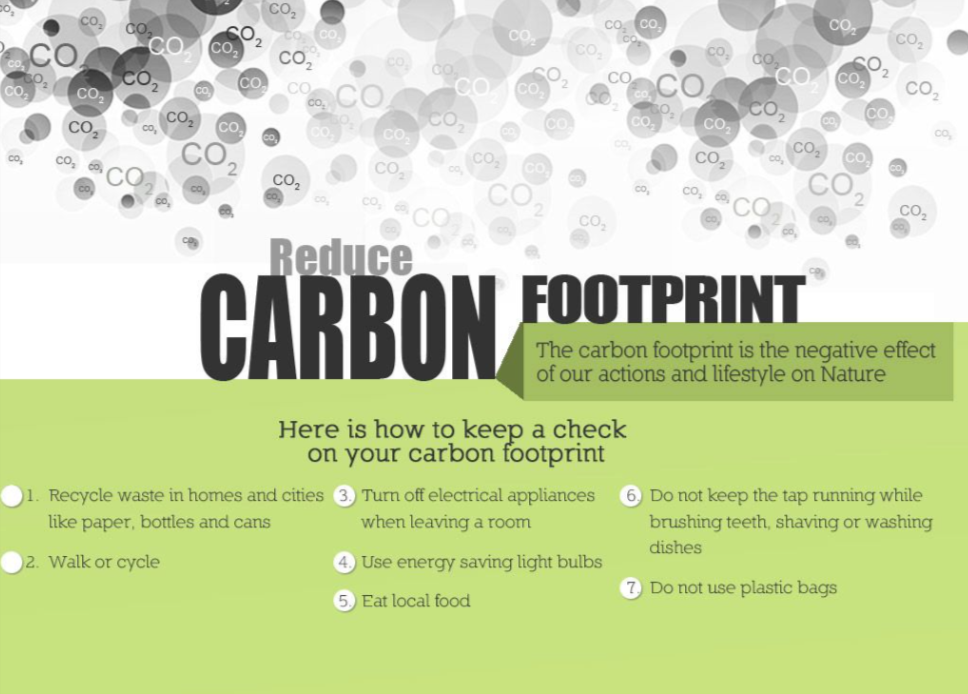 Reduce
CARBON FOOTPRINT
The carbon footprint is the negative effect
of our actions and lifestyle on Nature
Here is how to keep a check
on your carbon footprint
1. Recycle waste in homes and cities
like paper, bottles and cans
2. Walk or cycle
3. Turn off electrical appliances
when leaving a room
4. Use energy saving light bulbs
5. Eat local food
6. Do not keep the tap running while
brushing teeth, shaving or washing
dishes
7. Do not use plastic bags